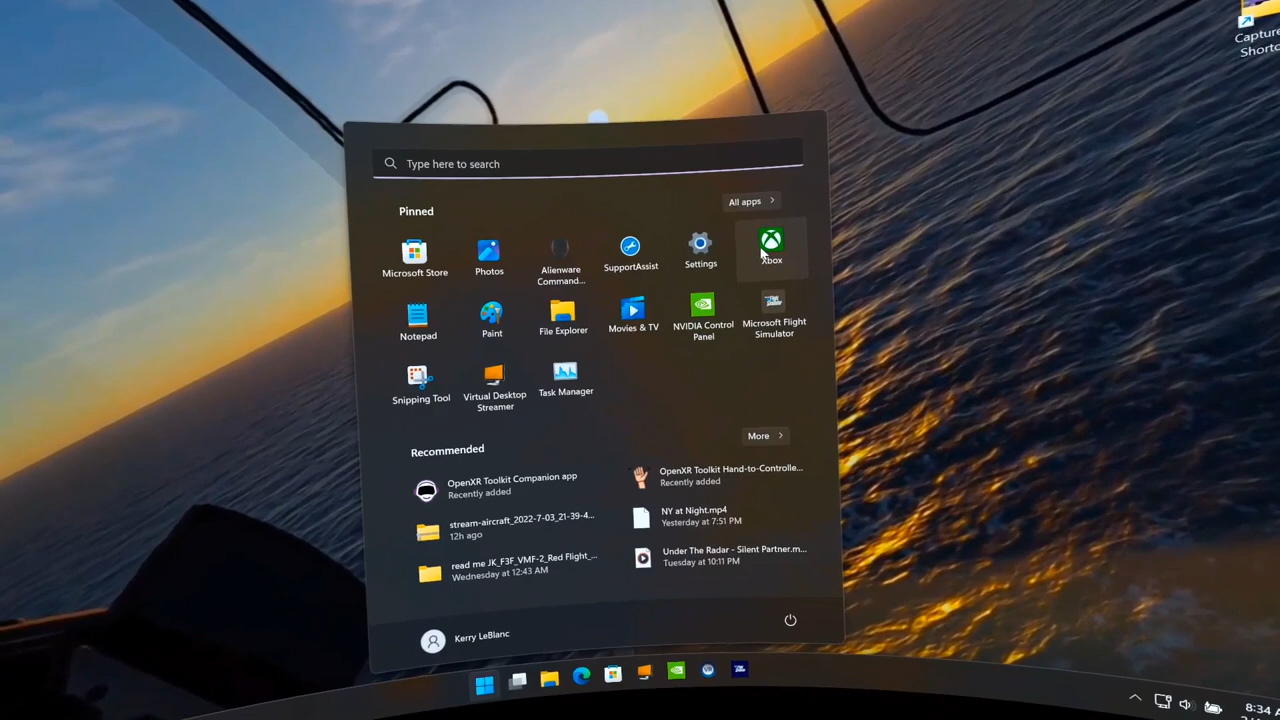 Capture
Shortc
Type here to search
Pinned
All apps
Microsoft Store
Photos
Alienware
Command...
SupportAssist
Settings
Xbox
Notepad
Paint
File Explorer
Movies & TV
NVIDIA Control
Panel
Microsoft Flight
Simulator
Snipping Tool
Virtual Desktop
Streamer
Task Manager
Recommended
More
OpenXR Toolkit Companion app
Recently added
OpenXR Toolkit Hand-to-Controlle...
Recently added
stream-aircraft_2022-7-03_21-39-4...
12h ago
NY at Night.mp4
Yesterday at 7:51 PM
read me JK_F3F_VMF-2_Red Flight_...
Wednesday at 12:43 AM
Under The Radar - Silent Partner.m...
Tuesday at 10:11 PM
Kerry LeBlanc
8:34